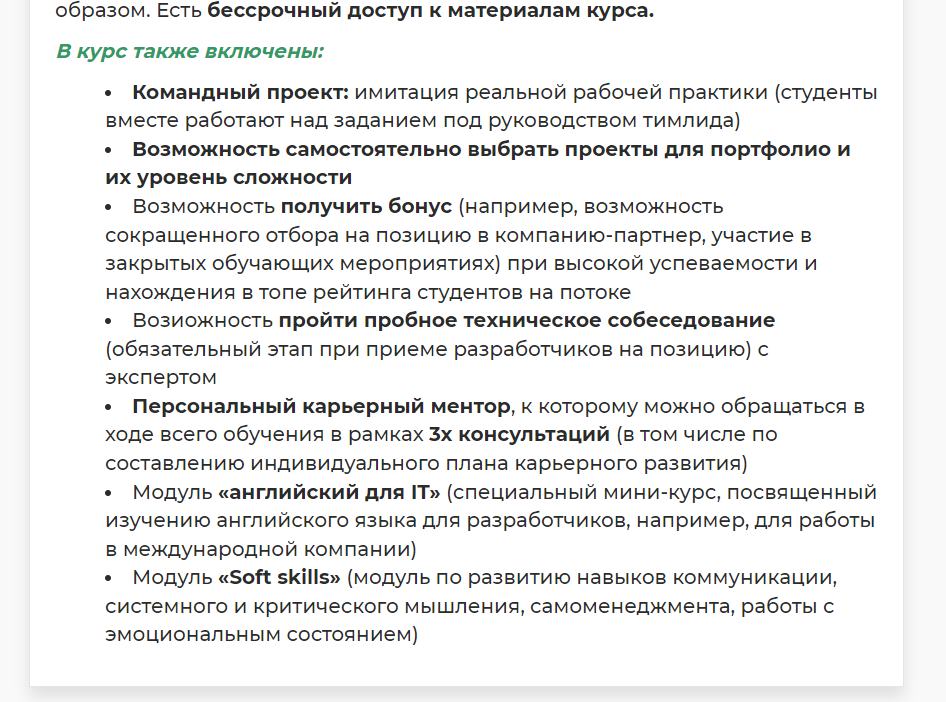 образом. Есть бессрочный доступ к материалам курса.
В курс также включены:
• Командный проект: имитация реальной рабочей практики (студенты
вместе работают над заданием под руководством тимлида)
• Возможность самостоятельно выбрать проекты для портфолио и
их уровень сложности
• Возможность получить бонус (например, возможность
сокращенного отбора на позицию в компанию-партнер, участие в
закрытых обучающих мероприятиях) при высокой успеваемости и
нахождения в топе рейтинга студентов на потоке
• Возиожность пройти пробное техническое собеседование
(обязательный этап при приеме разработчиков на позицию) с
экспертом
• Персональный карьерный ментор, к которому можно обращаться в
ходе всего обучения в рамках 3х консультаций (в том числе по
составлению индивидуального плана карьерного развития)
• Модуль «английский для IT» (специальный мини-курс, посвященный
изучению английского языка для разработчиков, например, для работы
в международной компании)
• Модуль «Soft skills» (модуль по развитию навыков коммуникации,
системного и критического мышления, самоменеджмента, работы с
эмоциональным состоянием)